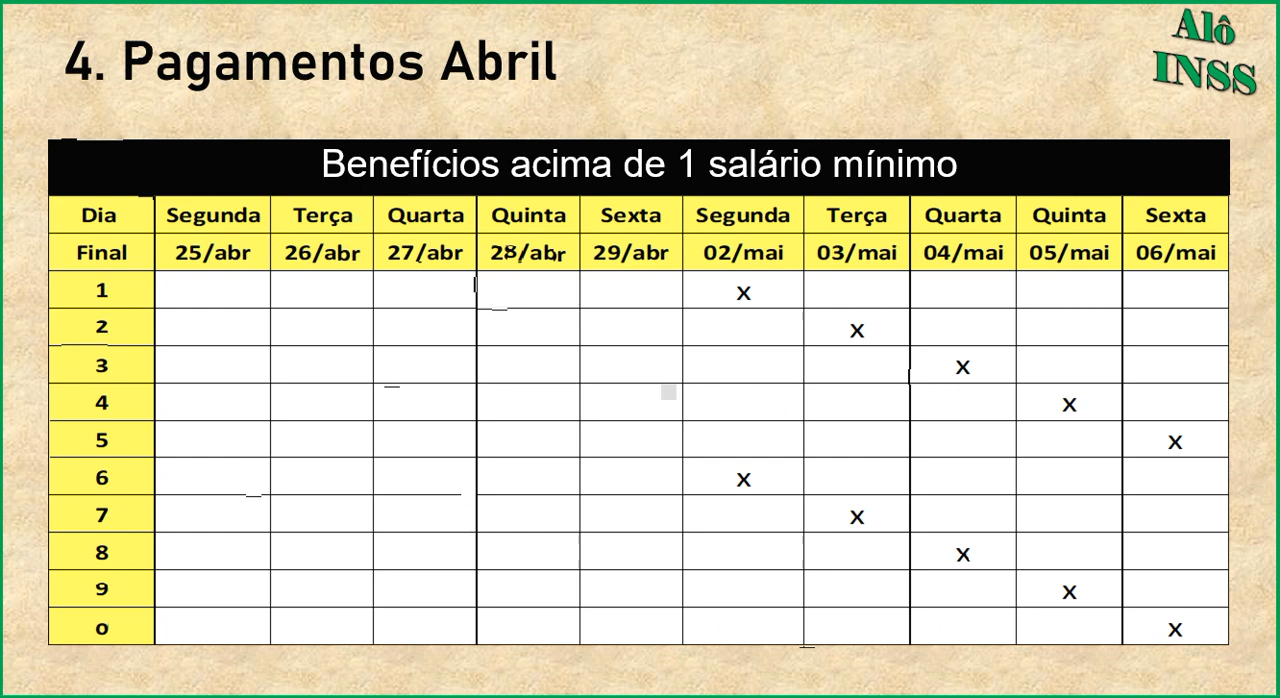 4. Pagamentos Abril
Alô
INSS
Benefícios acima de 1 salário mínimo
Dia Segunda Terça Quarta Quinta Sexta Segunda Terça Quarta Quinta Sexta
Final 25/abr 26/abr 27/abr 28/abr 29/abr 02/mai 03/mai 04/mai 05/mai 06/mai
1 x
2 x
3 x
4 x
5 x
6 x
7 x
8 x
9 x
0 x